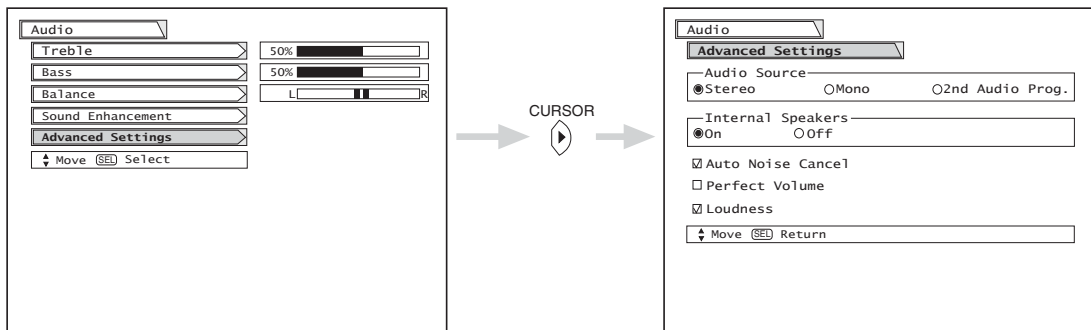 Audio
Treble 50%
Bass 50%
Balance L R
Sound Enhancement
Advanced Settings
Move SEL Select
CURSOR
Audio
Advanced Settings
Audio Source
Stereo Mono 2nd Audio Prog.
Internal Speakers
On Off
Auto Noise Cancel
Perfect Volume
Loudness
Move SEL Return